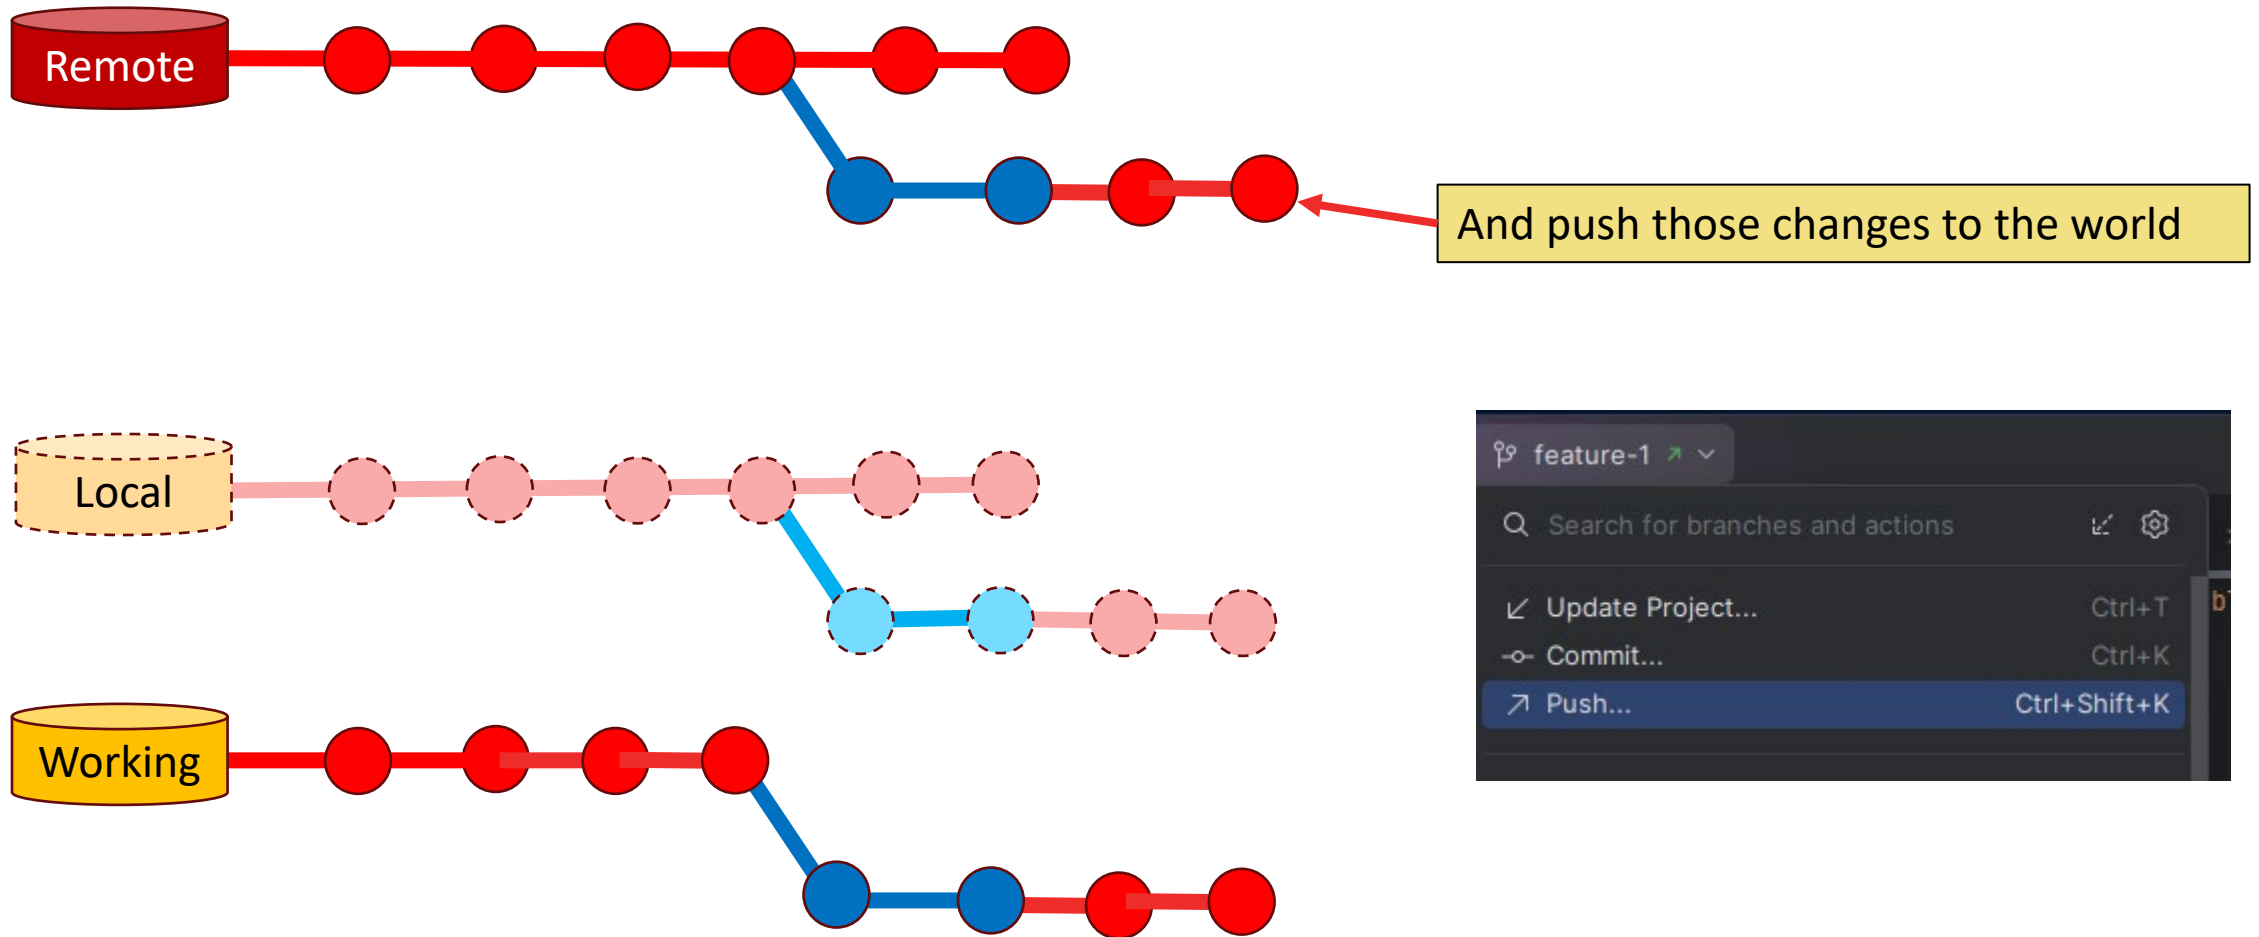 Remote
And push those changes to the world
Local
Working
feature-1
Search for branches and actions
Update Project... Ctrl+T
Commit... Ctrl+K
Push... Ctrl+Shift+K